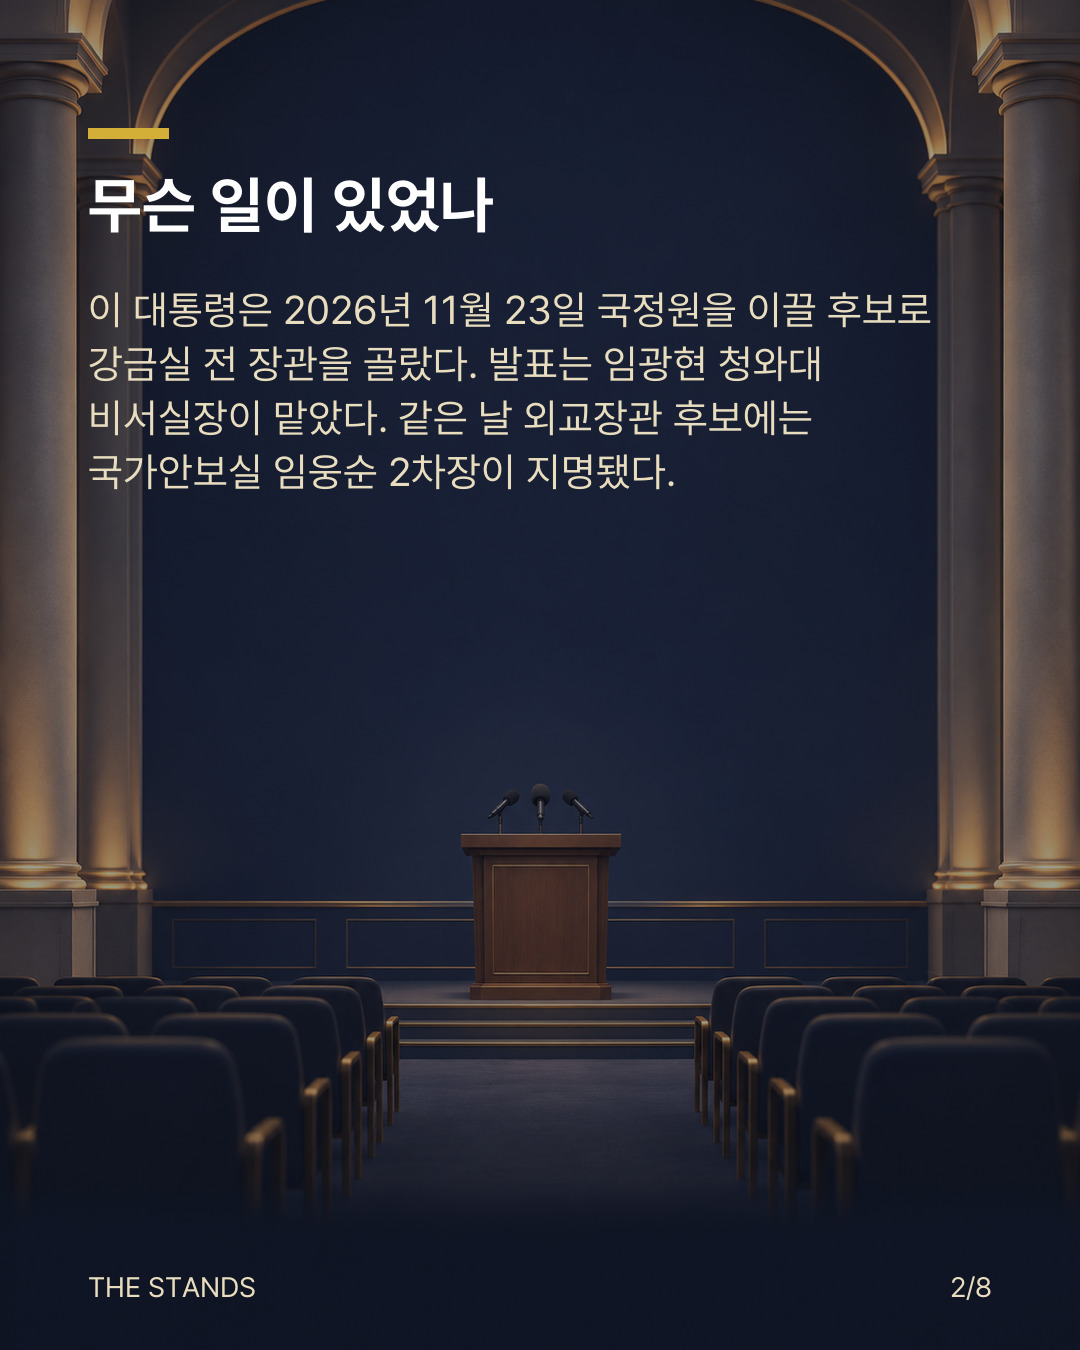 무슨 일이 있었나
이 대통령은 2026년 11월 23일 국정원을 이끌 후보로
강금실 전 장관을 골랐다. 발표는 임광현 청와대
비서실장이 맡았다. 같은 날 외교장관 후보에는
국가안보실 임웅순 2차장이 지명됐다.
THE STANDS
2/8